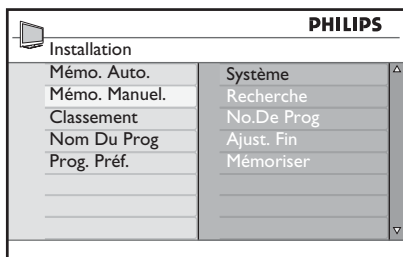 PHILIPS
Installation
Mémo. Auto.
Mémo. Manuel.
Classement
Nom Du Prog
Prog. Préf.
Système
Recherche
No.De Prog
Ajust. Fin
Mémoriser